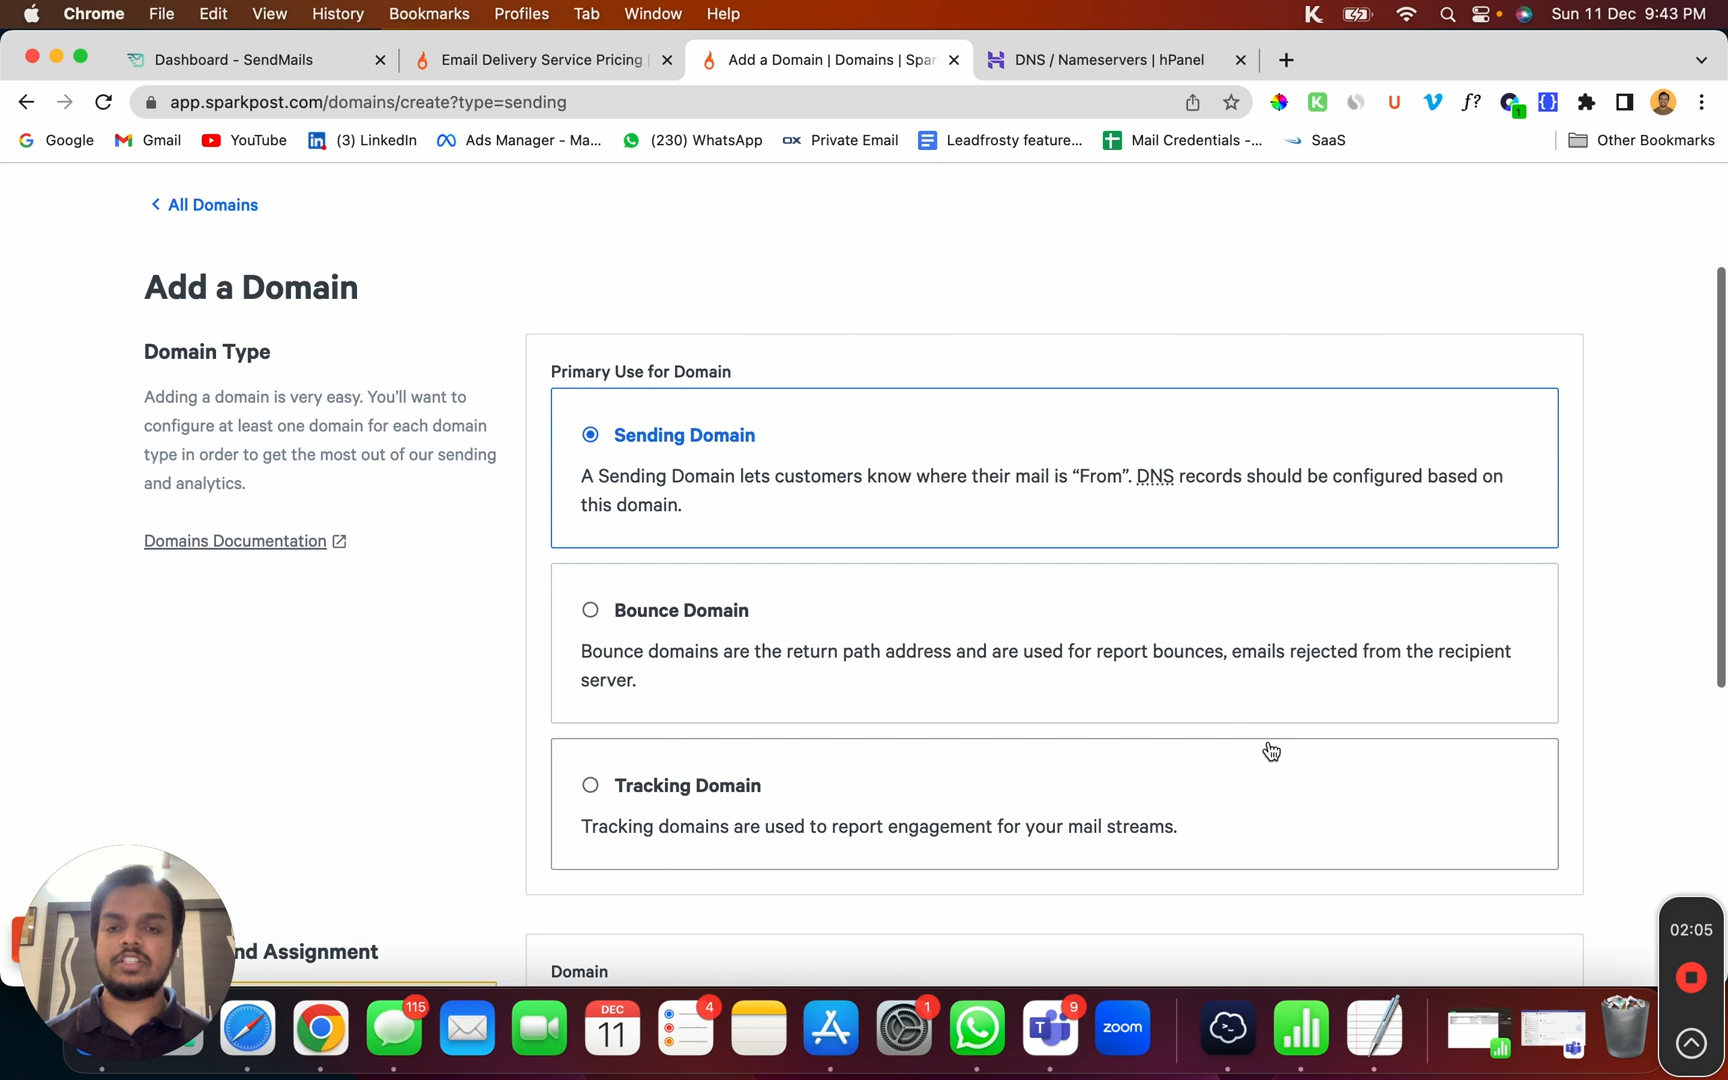 Chrome File Edit View History Bookmarks Profiles Tab Window Help Sun 11 Dec 9:43 PM
Dashboard - SendMails Email Delivery Service Pricing Add a Domain | Domains | Spar DNS / Nameservers | hPanel
app.sparkpost.com/domains/create?type=sending
Google Gmail YouTube (3) LinkedIn Ads Manager - Ma... (230) WhatsApp Private Email Leadfrosty feature... Mail Credentials -... SaaS Other Bookmarks
All Domains
Add a Domain
Domain Type
Adding a domain is very easy. You'll want to
configure at least one domain for each domain
type in order to get the most out of our sending
and analytics.
Domains Documentation
Primary Use for Domain
Sending Domain
A Sending Domain lets customers know where their mail is “From”. DNS records should be configured based on
this domain.
Bounce Domain
Bounce domains are the return path address and are used for report bounces, emails rejected from the recipient
server.
Tracking Domain
Tracking domains are used to report engagement for your mail streams.
nd Assignment
Domain
02:05
115
DEC
11
4
1
9
zoom